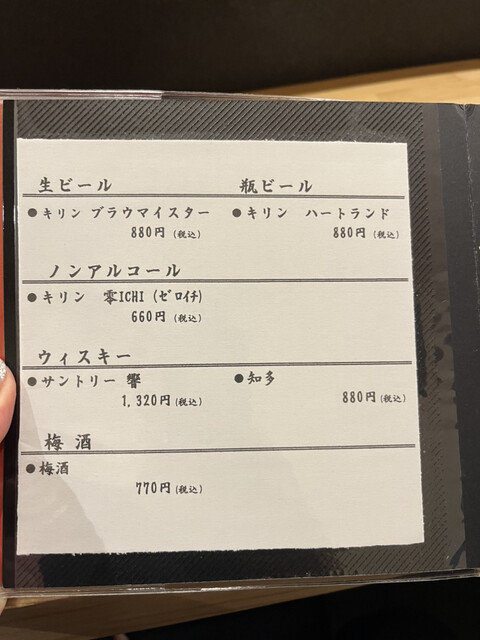 生ビール
瓶ビール
●キリン ブラウマイスター
●キリン ハートランド
880円(税込)
880円(税込)
ノンアルコール
●キリン 零ICHI (ｾﾞﾛｲﾁ)
660円(税込)
ウィスキー
●サントリー 響
●知多
1,320円(税込)
880円(税込)
梅 酒
●梅酒
770円(税込)